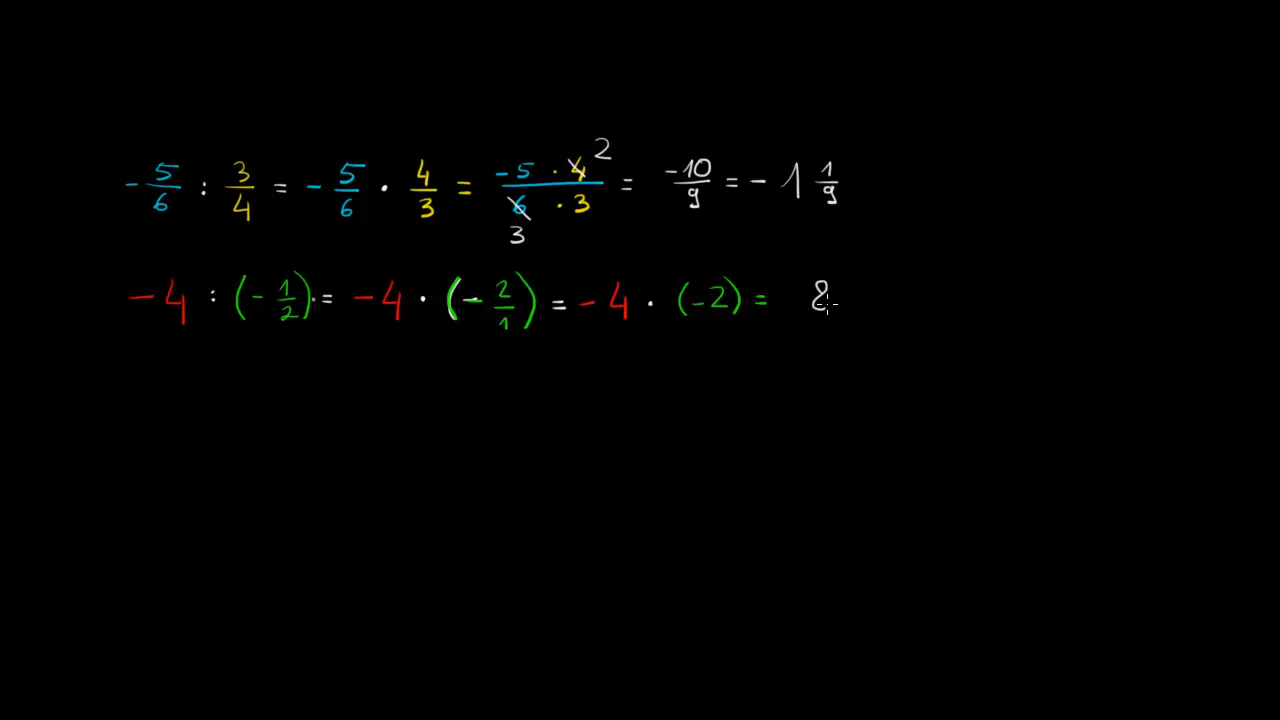 - 5/6 : 3/4 = - 5/6 · 4/3 = (-5 · 4 2)/(6 3 · 3) = -10/9 = - 1 1/9
-4 : (- 1/2) = -4 · (- 2/1) = -4 · (-2) = 8